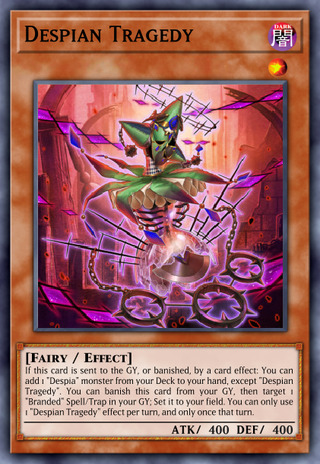 Despian Tragedy
DARK
闇
[Fairy / Effect]
If this card is sent to the GY, or banished, by a card effect: You can
add 1 "Despia" monster from your Deck to your hand, except "Despian
Tragedy". You can banish this card from your GY, then target 1
"Branded" Spell/Trap in your GY; Set it to your field. You can only use
1 "Despian Tragedy" effect per turn, and only once that turn.
ATK/ 400 DEF/ 400